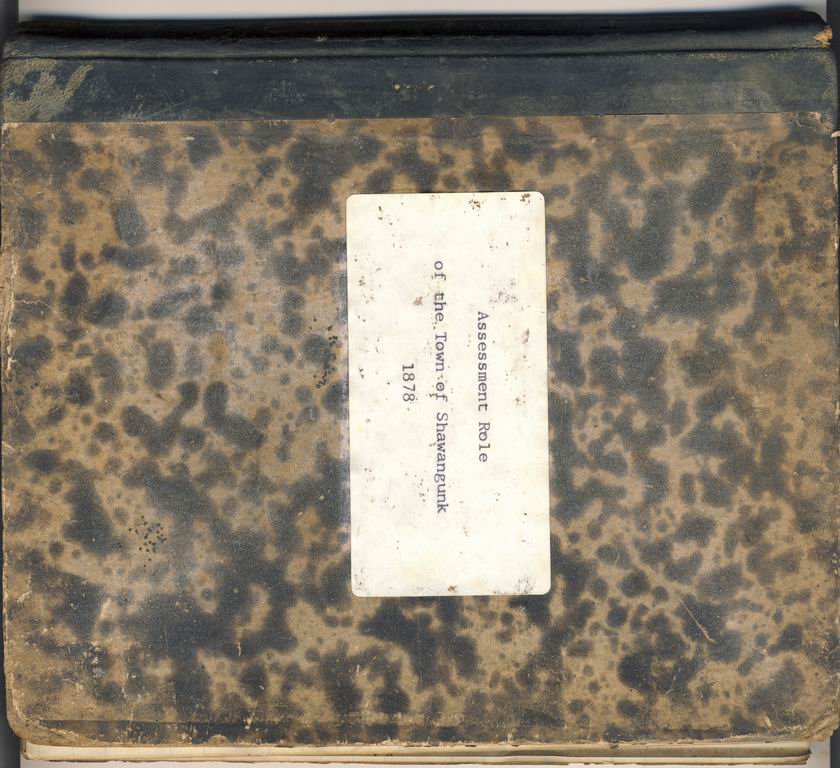 Assessment Role
of the Town of Shawangunk
1878